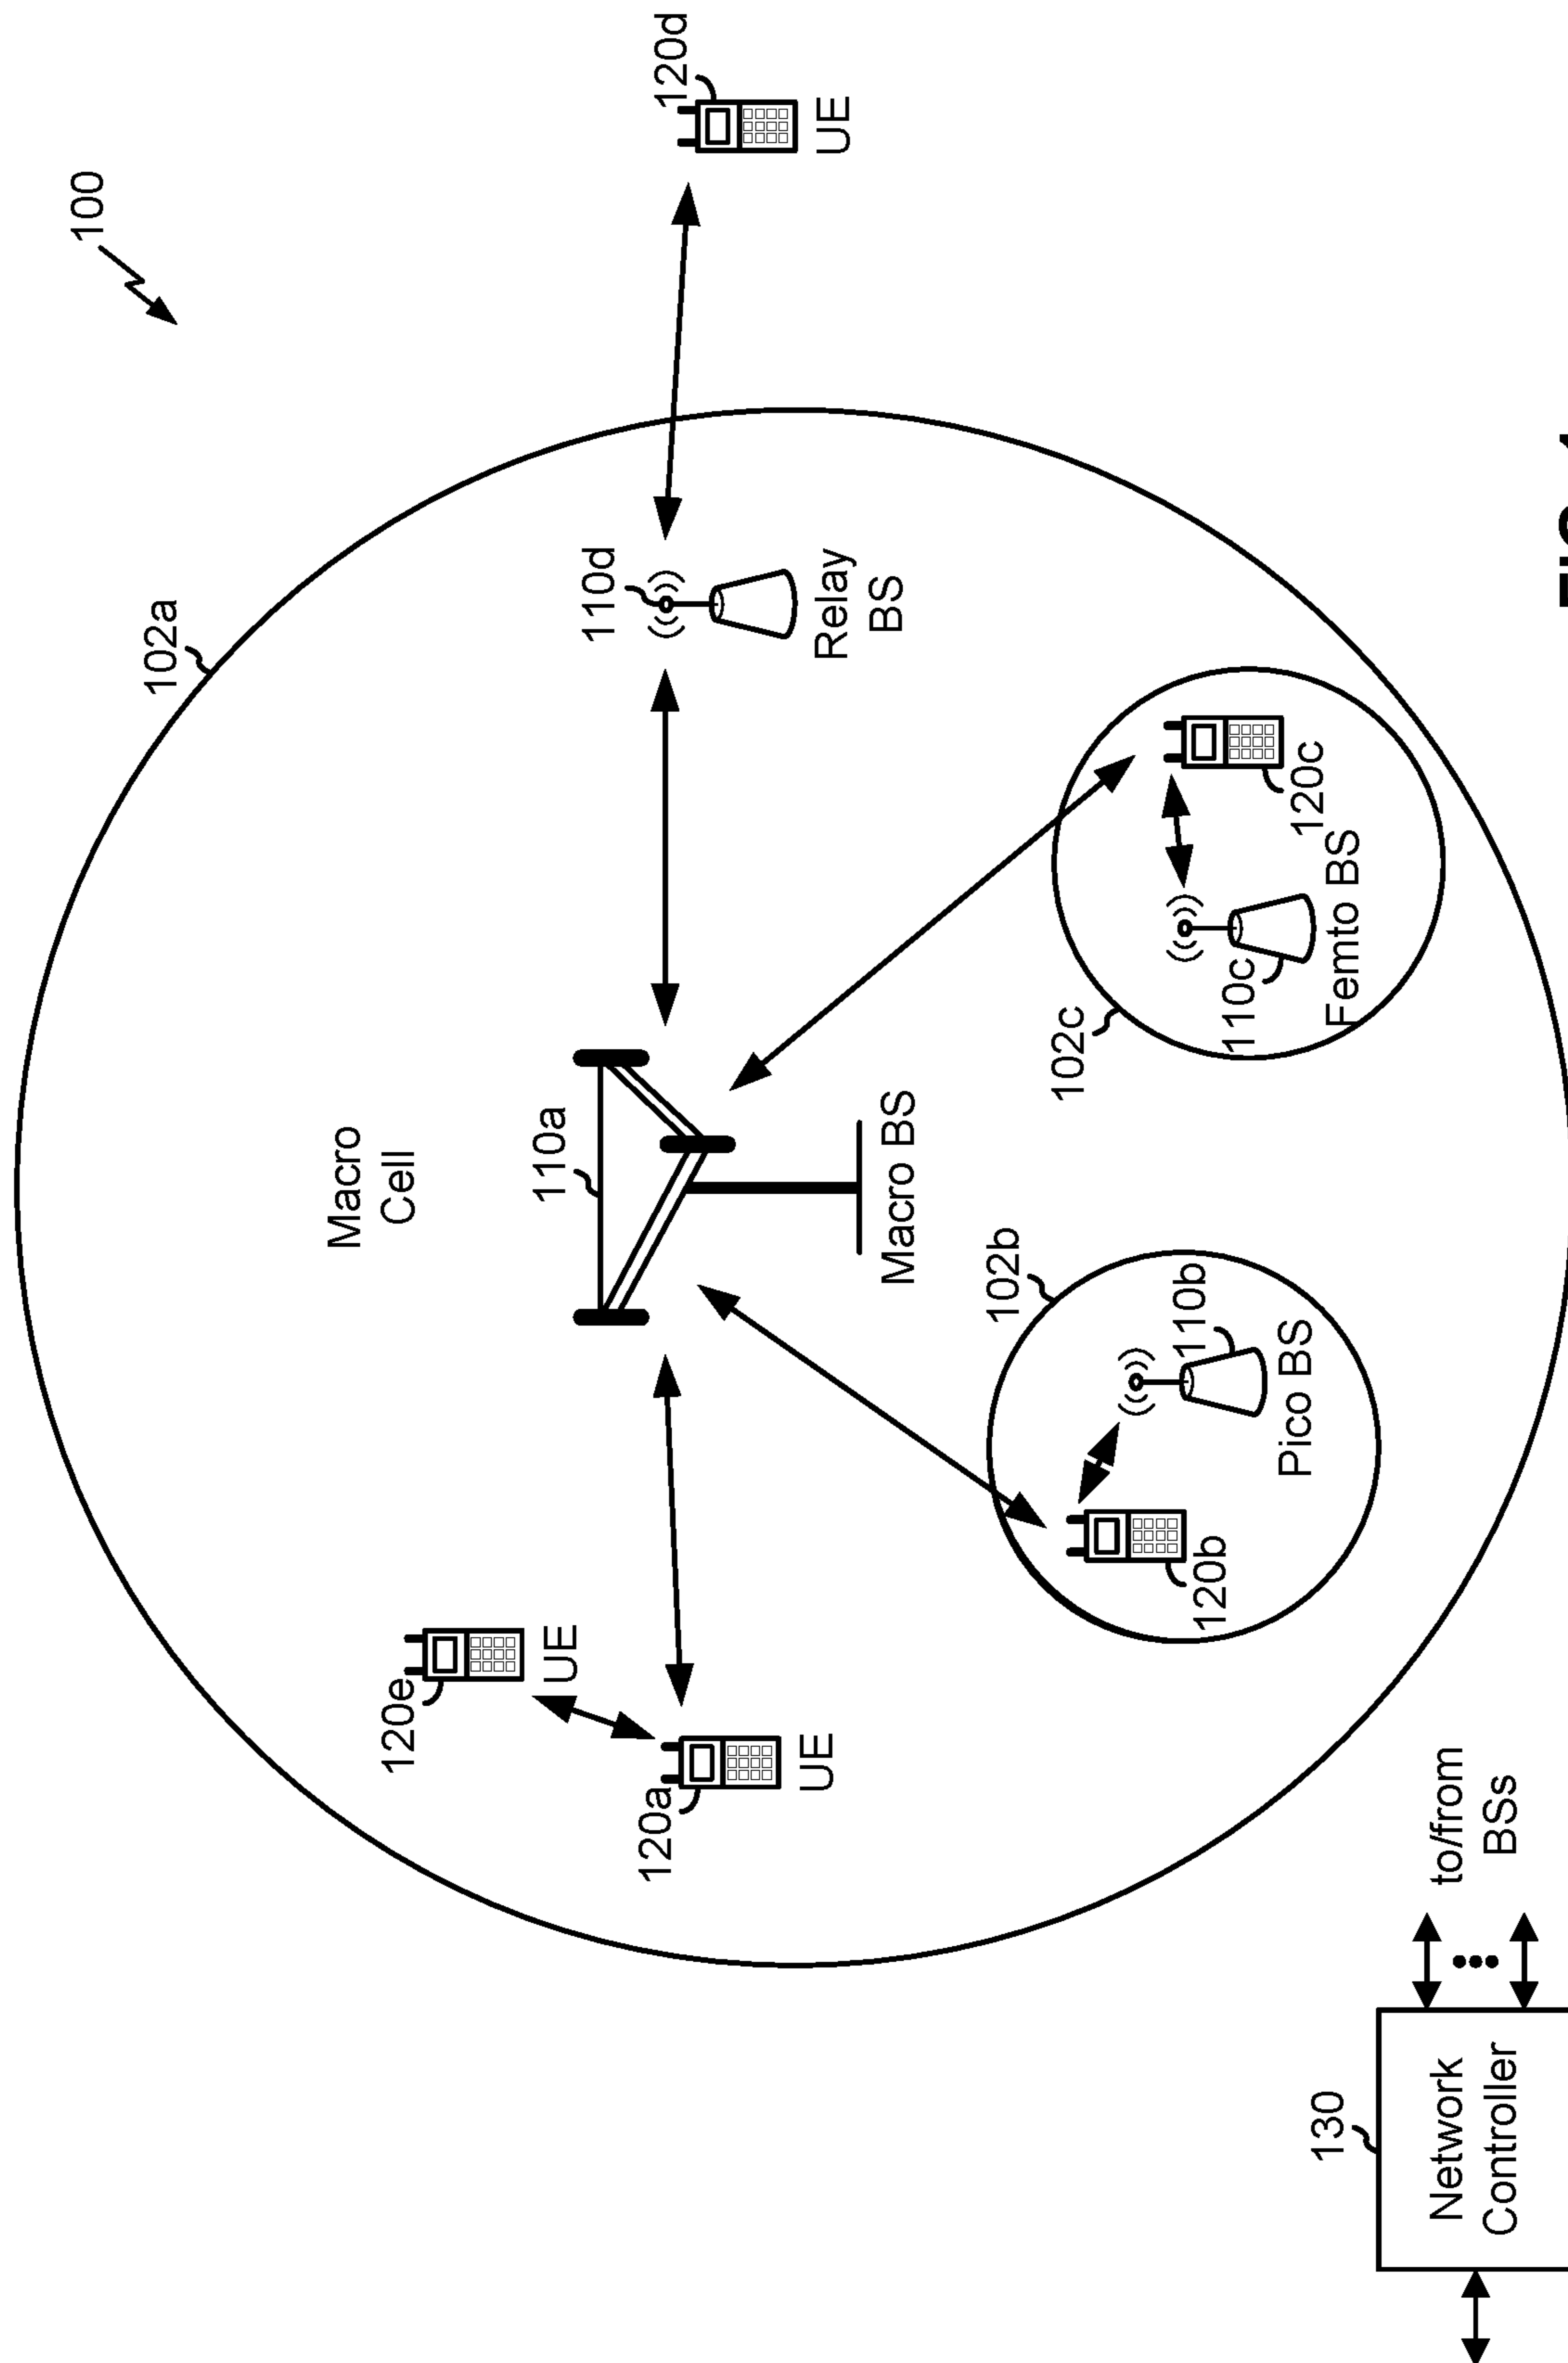 100
102a
Macro
Cell
110d
120d
UE
Relay
BS
120e
UE
110a
120a
UE
Macro BS
102b
102c
110b
Pico BS
120b
110c
Femto BS
120c
130
Network
Controller
to/from
BSs